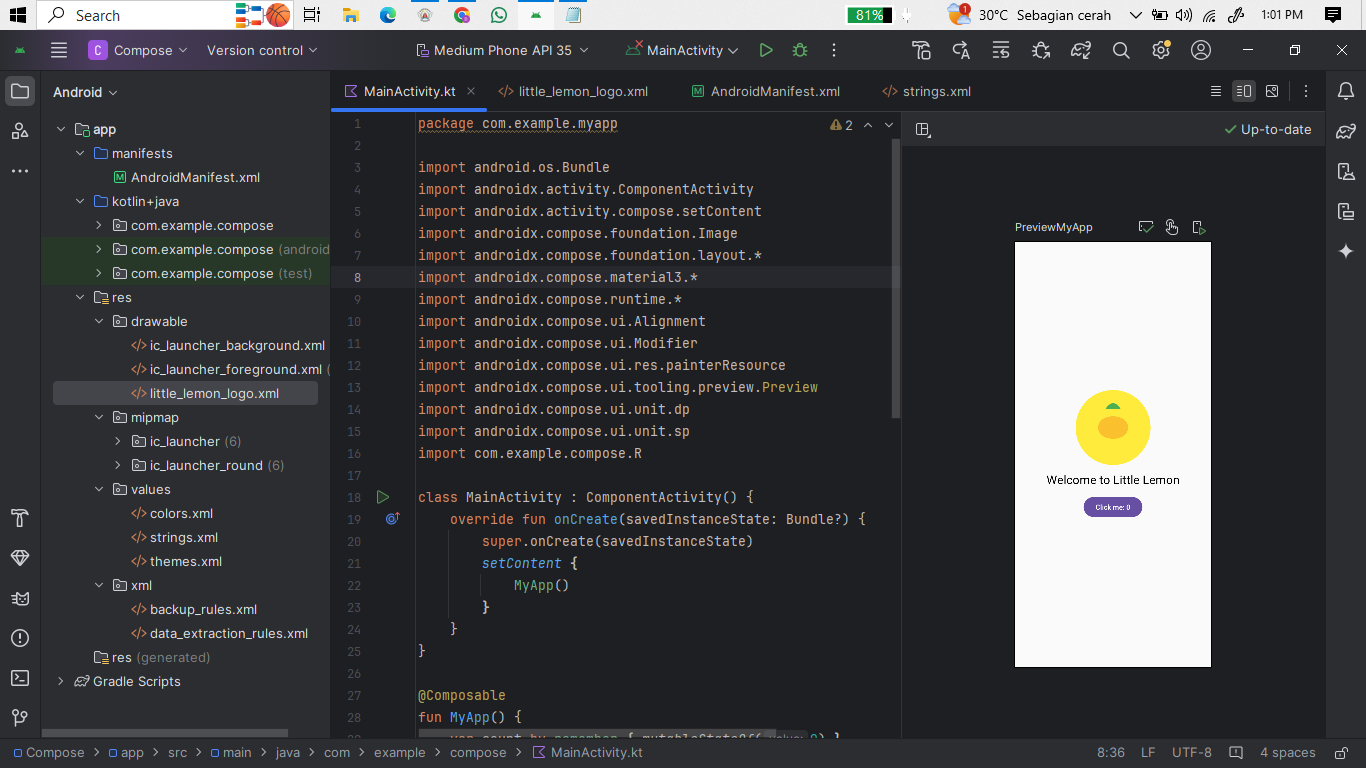 Search
81%
30°C Sebagian cerah
1:01 PM
C Compose
Version control
Medium Phone API 35
MainActivity
Android
MainActivity.kt
little_lemon_logo.xml
AndroidManifest.xml
strings.xml
app
manifests
AndroidManifest.xml
kotlin+java
com.example.compose
com.example.compose (android
com.example.compose (test)
res
drawable
ic_launcher_background.xml
ic_launcher_foreground.xml (
little_lemon_logo.xml
mipmap
ic_launcher (6)
ic_launcher_round (6)
values
colors.xml
strings.xml
themes.xml
xml
backup_rules.xml
data_extraction_rules.xml
res (generated)
Gradle Scripts
2
1 package com.example.myapp
2
3 import android.os.Bundle
4 import androidx.activity.ComponentActivity
5 import androidx.activity.compose.setContent
6 import androidx.compose.foundation.Image
7 import androidx.compose.foundation.layout.*
8 import androidx.compose.material3.*
9 import androidx.compose.runtime.*
10 import androidx.compose.ui.Alignment
11 import androidx.compose.ui.Modifier
12 import androidx.compose.ui.res.painterResource
13 import androidx.compose.ui.tooling.preview.Preview
14 import androidx.compose.ui.unit.dp
15 import androidx.compose.ui.unit.sp
16 import com.example.compose.R
17
18 class MainActivity : ComponentActivity() {
19 override fun onCreate(savedInstanceState: Bundle?) {
20 super.onCreate(savedInstanceState)
21 setContent {
22 MyApp()
23 }
24 }
25 }
26
27 @Composable
28 fun MyApp() {
Up-to-date
PreviewMyApp
Welcome to Little Lemon
Click me: 0
Compose > app > src > main > java > com > example > compose > MainActivity.kt
8:36 LF UTF-8 4 spaces